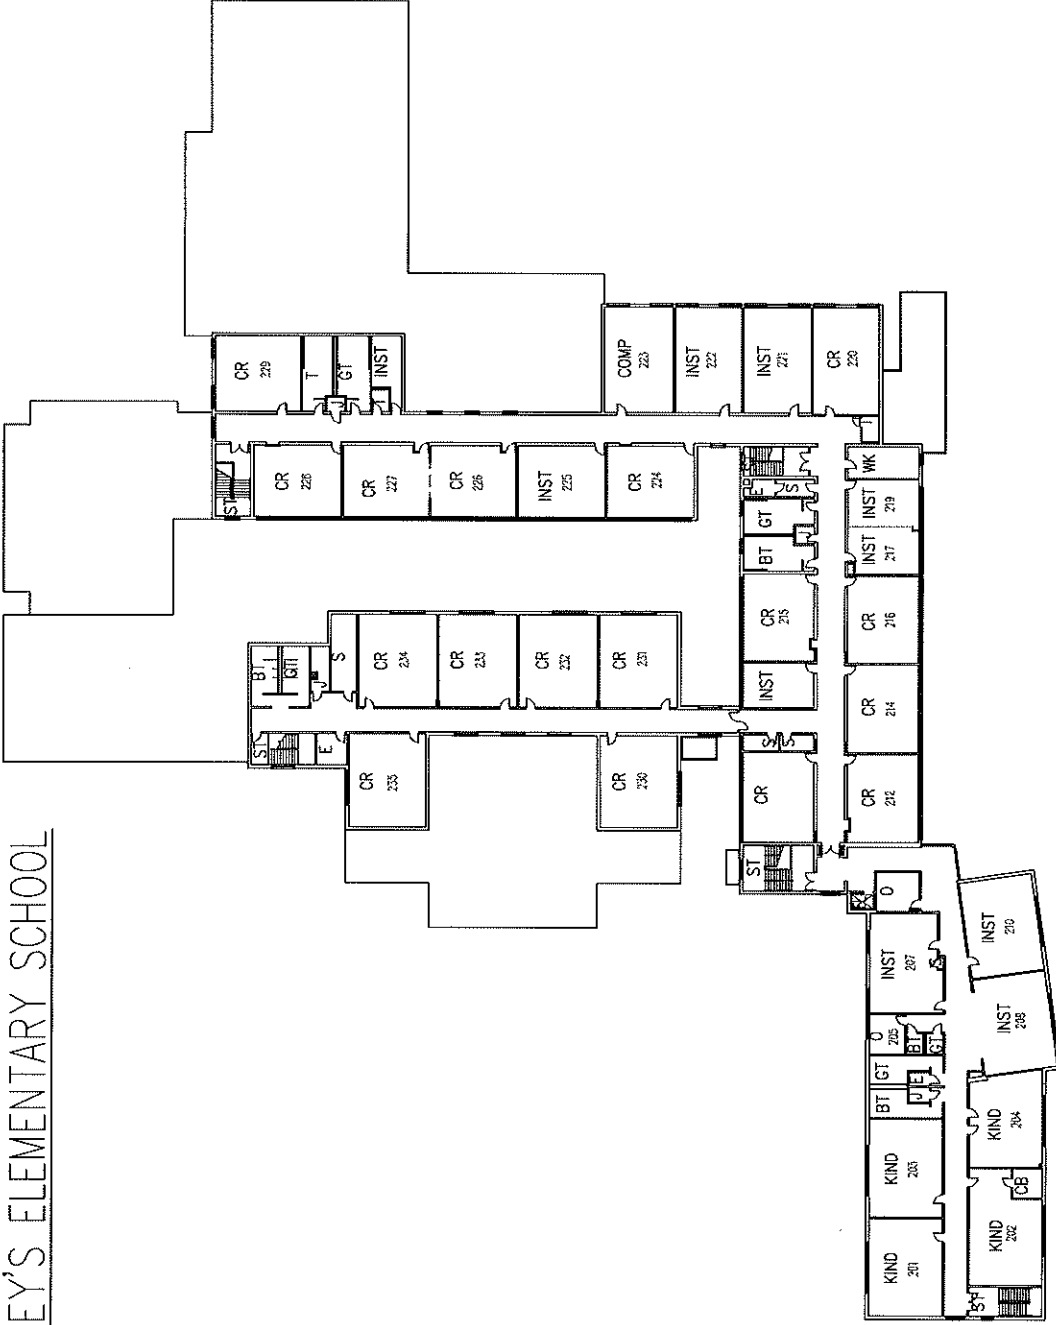 EY'S ELEMENTARY SCHOOL
CR
229
T
GT
J
INST
COMP
223
INST
222
INST
221
CR
220
ST
CR
228
CR
227
CR
226
INST
225
CR
224
WK
E
S
INST
219
GT
J
BT
INST
217
CR
215
CR
216
INST
CR
214
S
S
CR
CR
212
ST
BT
GT
J
S
CR
234
CR
233
CR
232
CR
231
ST
E
CR
235
CR
230
O
INST
207
S
INST
210
O
205
BT
GT
INST
208
GT
E
BT
J
KIND
204
KIND
203
CB
KIND
202
KIND
201
ST